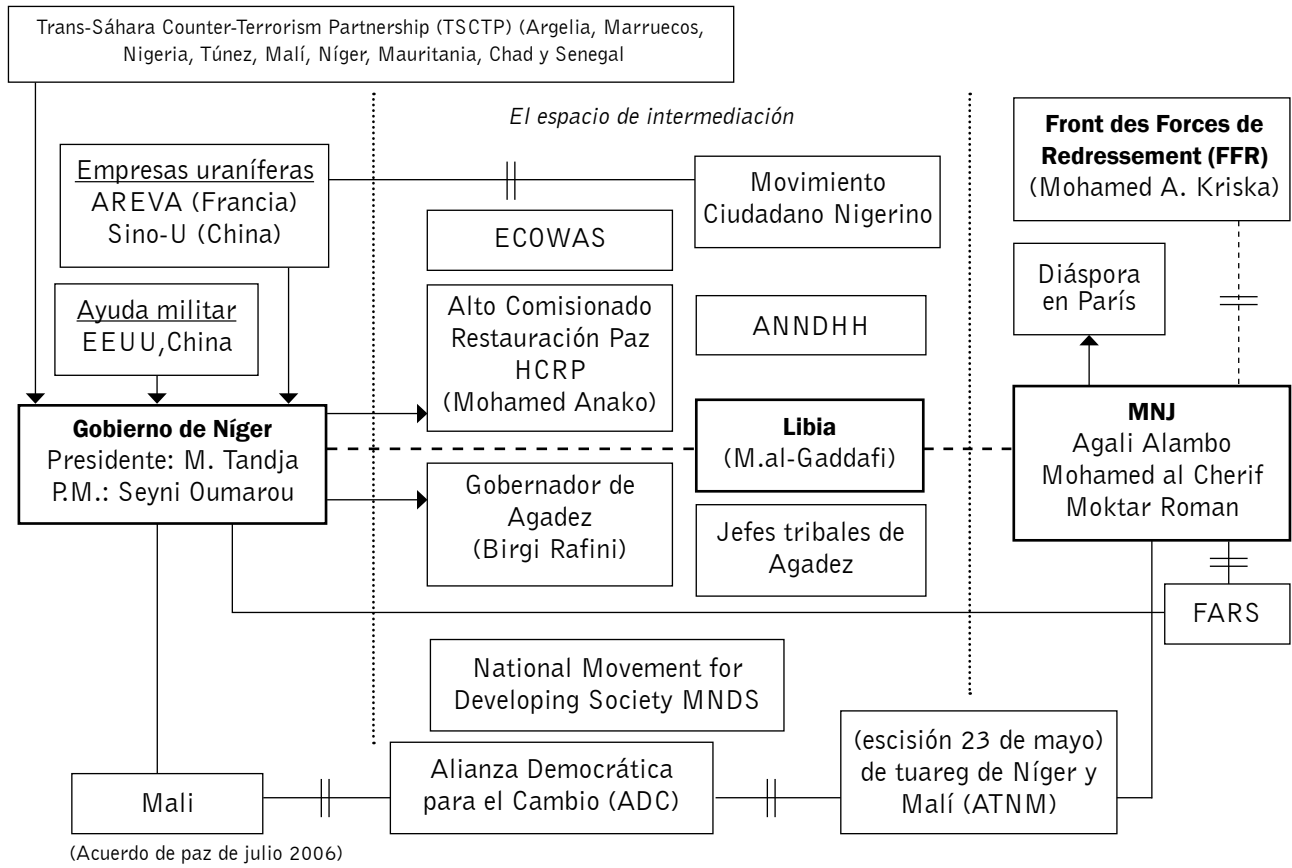 Trans-Sáhara Counter-Terrorism Partnership (TSCTP) (Argelia, Marruecos,
Nigeria, Túnez, Malí, Níger, Mauritania, Chad y Senegal
El espacio de intermediación
Empresas uraníferas
AREVA (Francia)
Sino-U (China)
Ayuda militar
EEUU,China
Gobierno de Níger
Presidente: M. Tandja
P.M.: Seyni Oumarou
ECOWAS
Alto Comisionado
Restauración Paz
HCRP
(Mohamed Anako)
Gobernador de
Agadez
(Birgi Rafini)
Movimiento
Ciudadano Nigerino
ANNDHH
Libia
(M.al-Gaddafi)
Jefes tribales de
Agadez
Front des Forces de
Redressement (FFR)
(Mohamed A. Kriska)
Diáspora
en París
MNJ
Agali Alambo
Mohamed al Cherif
Moktar Roman
FARS
National Movement for
Developing Society MNDS
Mali
(Acuerdo de paz de julio 2006)
Alianza Democrática
para el Cambio (ADC)
(escisión 23 de mayo)
de tuareg de Níger y
Malí (ATNM)